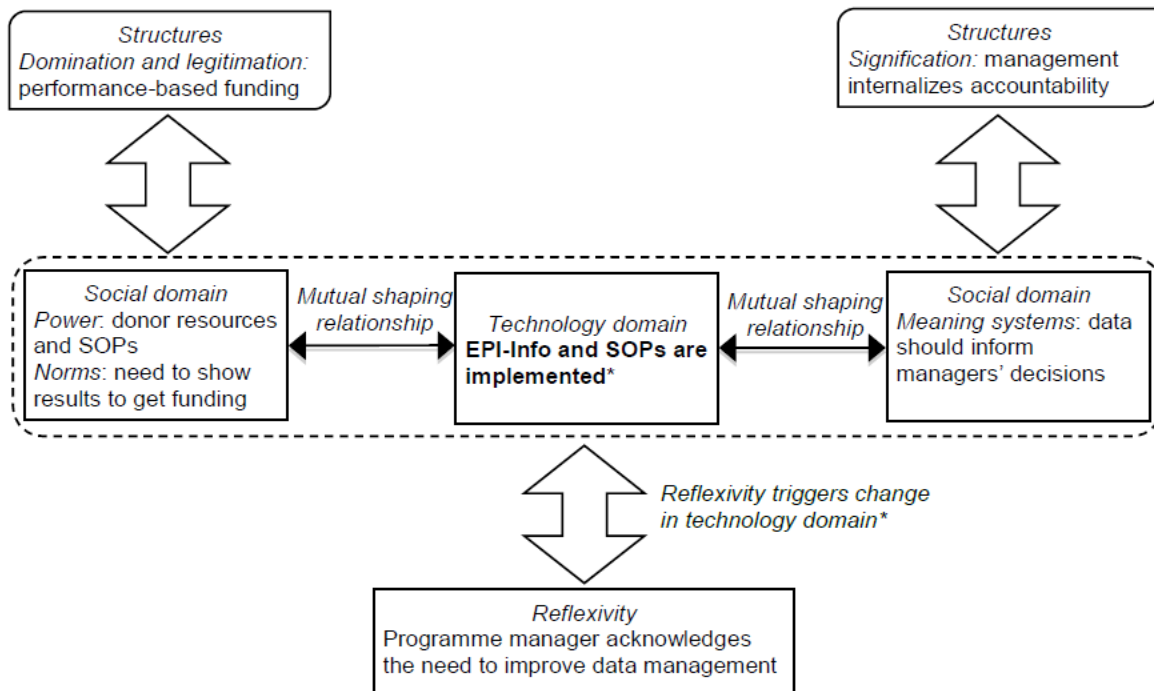 Structures
Domination and legitimation:
performance-based funding
Structures
Signification: management
internalizes accountability
Social domain
Power: donor resources
and SOPs
Norms: need to show
results to get funding
Mutual shaping
relationship
Technology domain
EPI-Info and SOPs are
implemented*
Mutual shaping
relationship
Social domain
Meaning systems: data
should inform
managers’ decisions
Reflexivity triggers change
in technology domain*
Reflexivity
Programme manager acknowledges
the need to improve data management